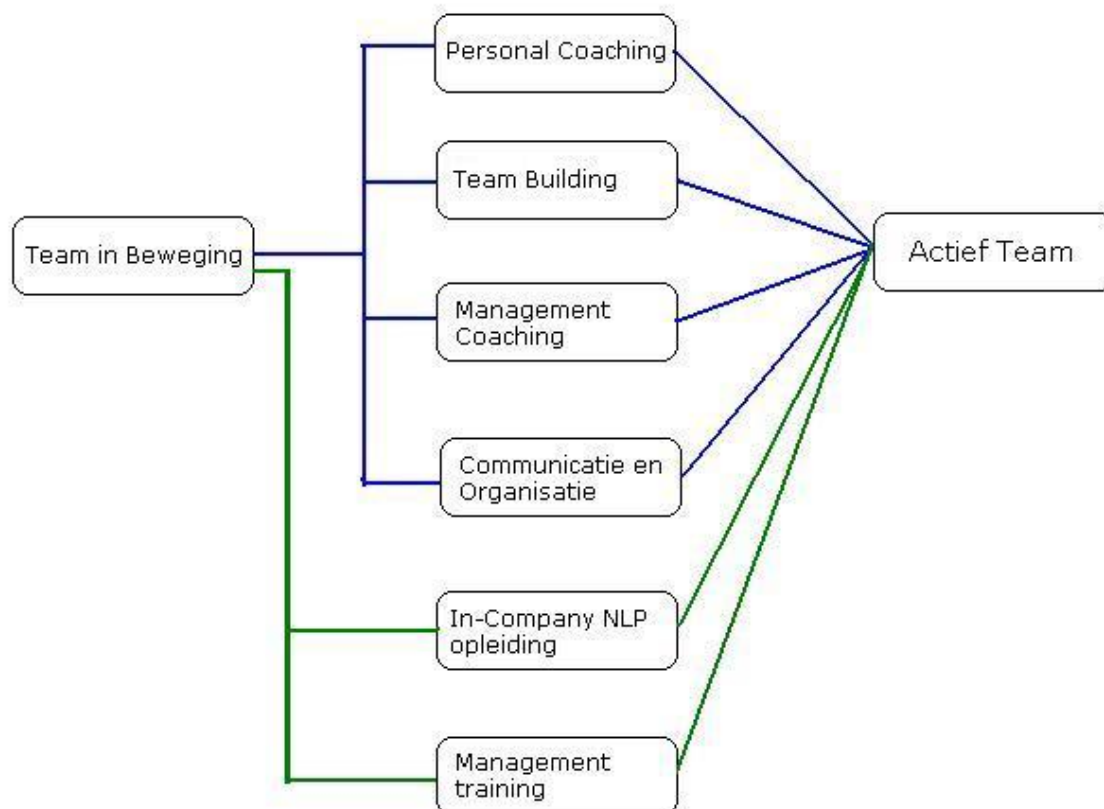 Personal Coaching
Team Building
Team in Beweging
Actief Team
Management
Coaching
Communicatie en
Organisatie
In-Company NLP
opleiding
Management
training